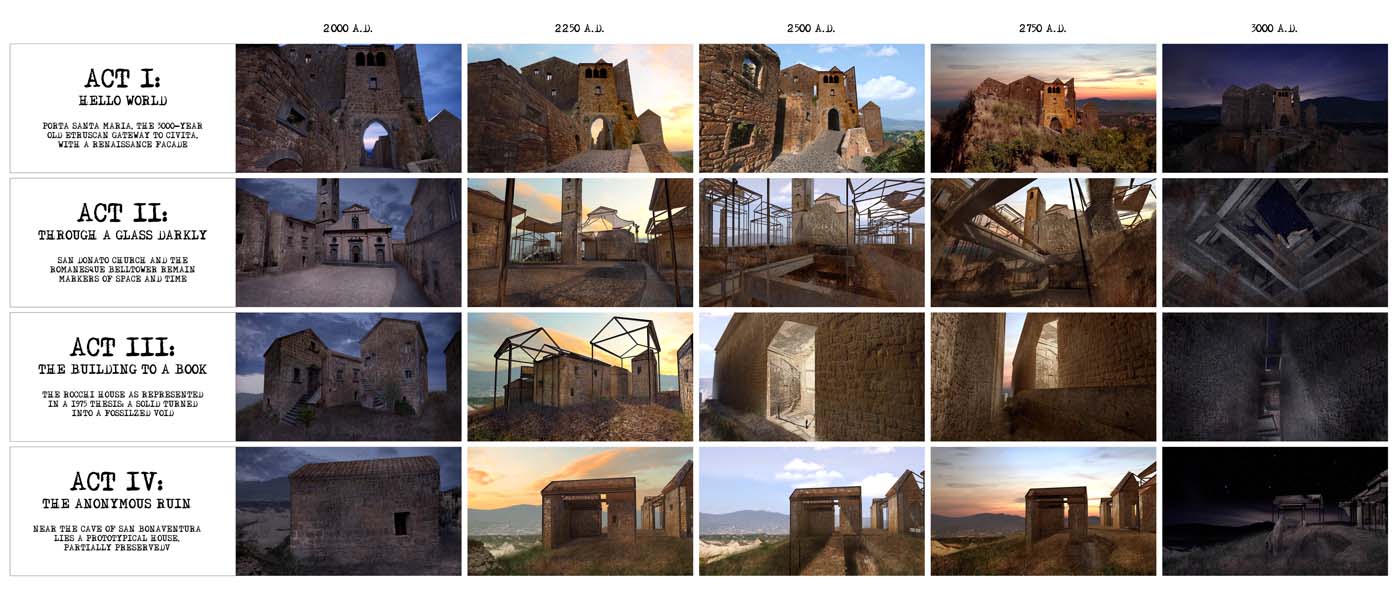 2000 A.D. 2250 A.D. 2500 A.D. 2750 A.D. 3000 A.D.
ACT I:
HELLO WORLD
PORTA SANTA MARIA, THE 3000-YEAR
OLD ETRUSCAN GATEWAY TO CIVITA,
WITH A RENAISSANCE FACADE
ACT II:
THROUGH A GLASS DARKLY
SAN DONATO CHURCH AND THE
ROMANESQUE BELLTOWER REMAIN
MARKERS OF SPACE AND TIME
ACT III:
THE BUILDING TO A BOOK
THE ROCCHI HOUSE AS REPRESENTED
IN A 1975 THESIS: A SOLID TURNED
INTO A FOSSILZED VOID
ACT IV:
THE ANONYMOUS RUIN
NEAR THE CAVE OF SAN BONAVENTURA
LIES A PROTOTYPICAL HOUSE,
PARTIALLY PRESERVEDV